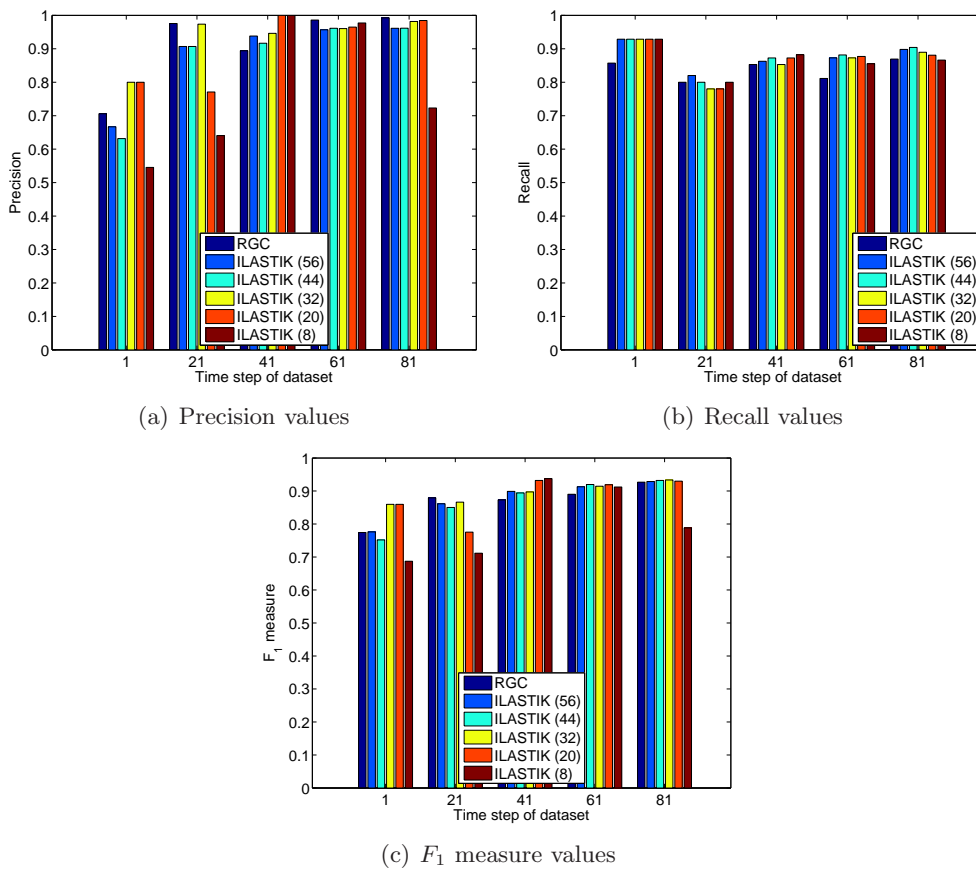 1
0.9
0.8
0.7
0.6
0.5
0.4
0.3
0.2
0.1
0
Precision
RGC
ILASTIK (56)
ILASTIK (44)
ILASTIK (32)
ILASTIK (20)
ILASTIK (8)
1 21 41 61 81
Time step of dataset
(a) Precision values
1
0.9
0.8
0.7
0.6
0.5
0.4
0.3
0.2
0.1
0
Recall
RGC
ILASTIK (56)
ILASTIK (44)
ILASTIK (32)
ILASTIK (20)
ILASTIK (8)
1 21 41 61 81
Time step of dataset
(b) Recall values
1
0.9
0.8
0.7
0.6
0.5
0.4
0.3
0.2
0.1
0
F₁ measure
RGC
ILASTIK (56)
ILASTIK (44)
ILASTIK (32)
ILASTIK (20)
ILASTIK (8)
1 21 41 61 81
Time step of dataset
(c) F₁ measure values